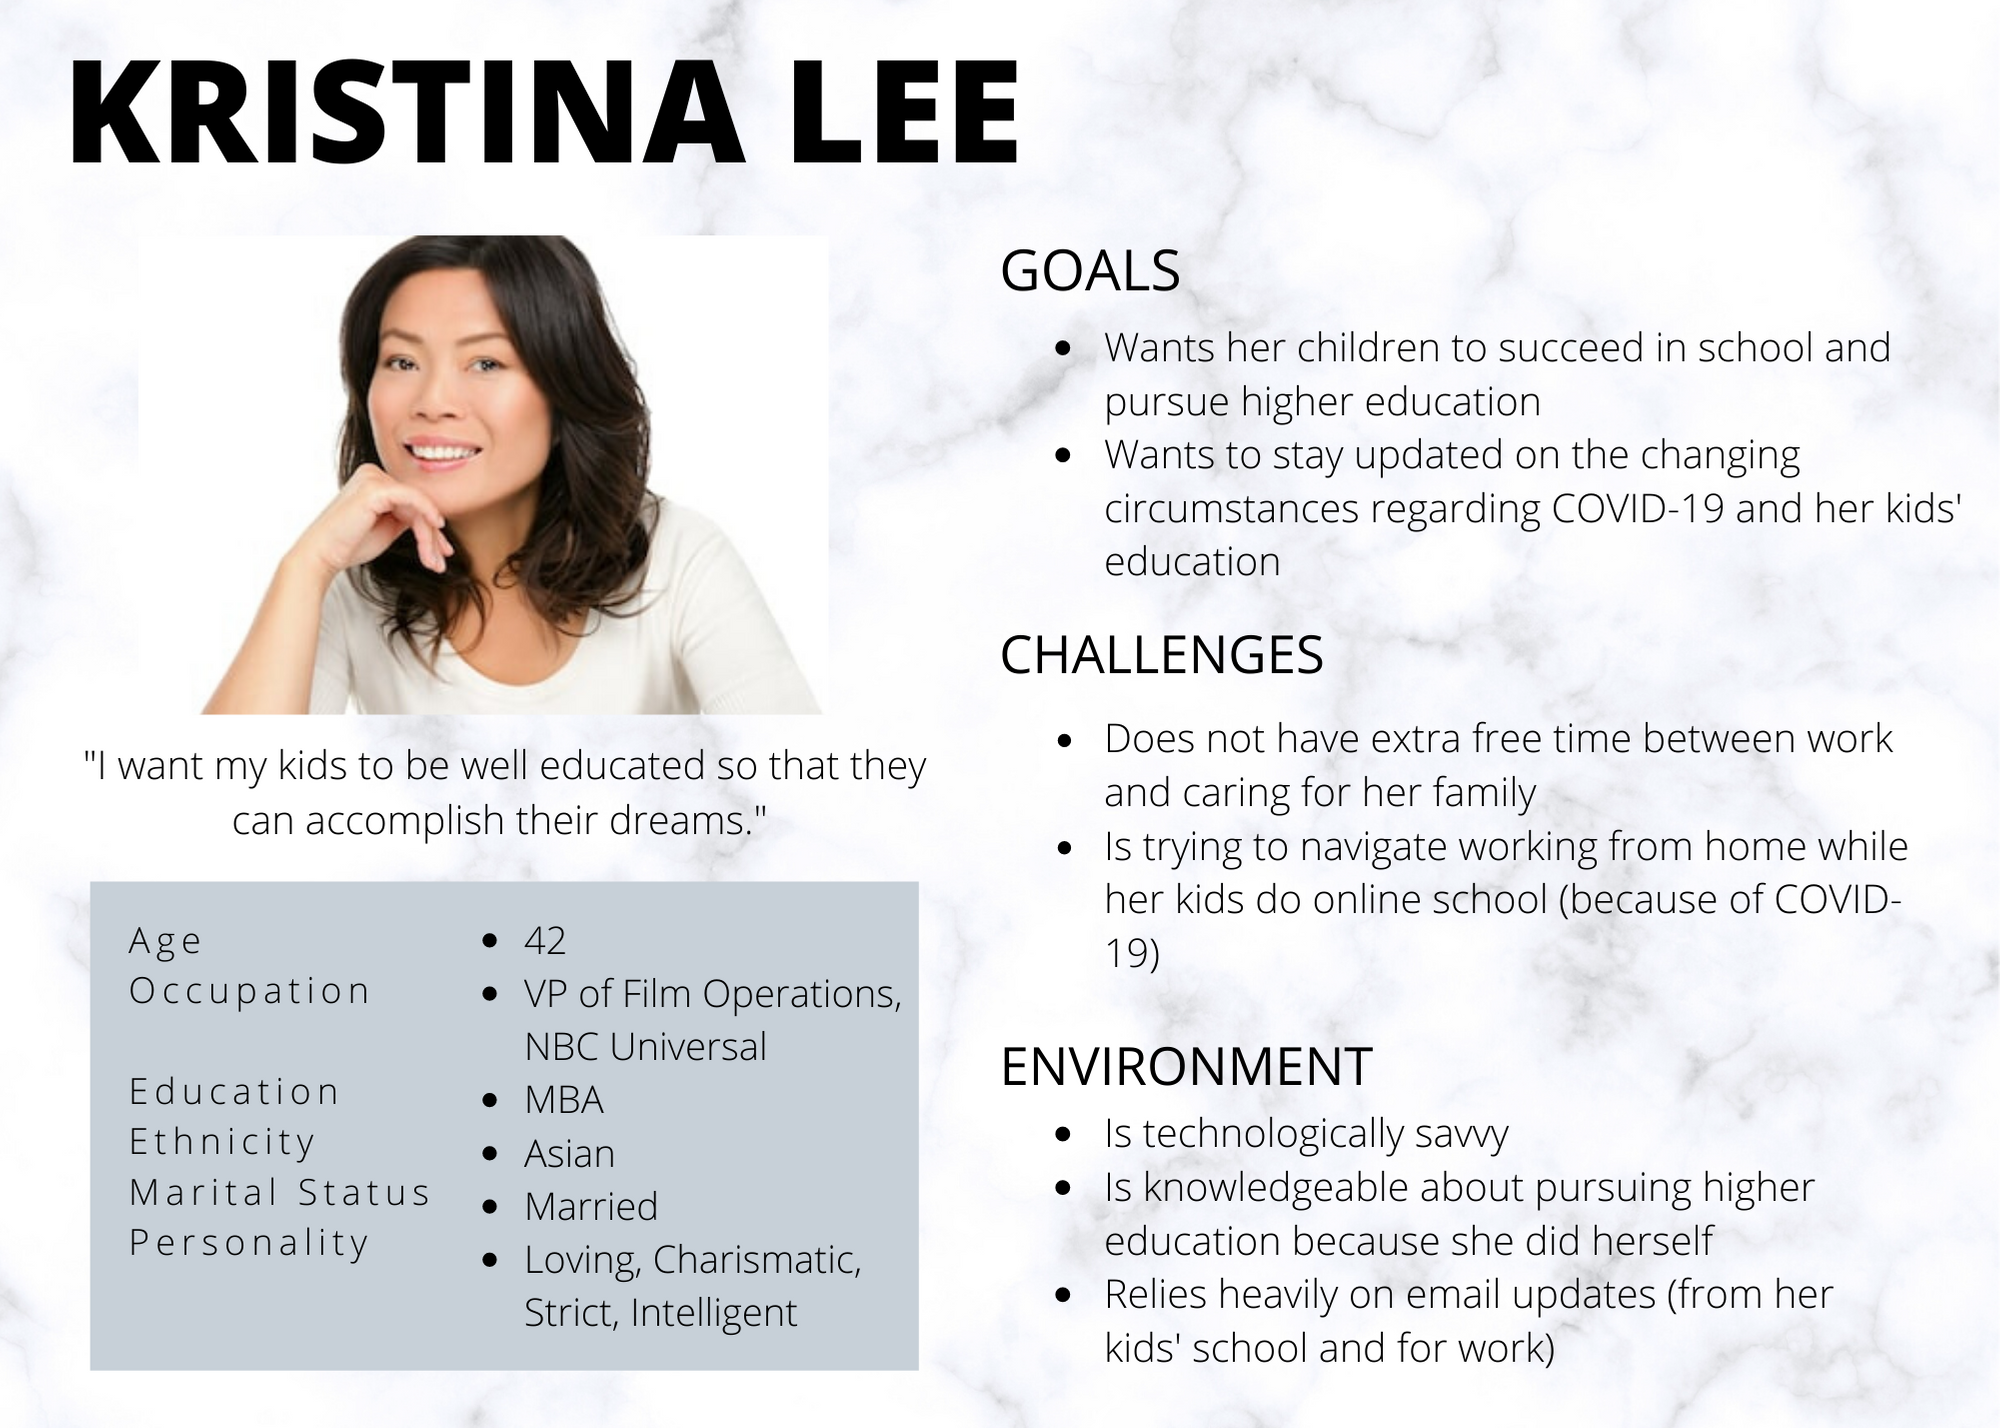 KRISTINA LEE
"I want my kids to be well educated so that they
can accomplish their dreams."
Age
Occupation
Education
Ethnicity
Marital Status
Personality
• 42
• VP of Film Operations,
NBC Universal
• MBA
• Asian
• Married
• Loving, Charismatic,
Strict, Intelligent
GOALS
• Wants her children to succeed in school and
pursue higher education
• Wants to stay updated on the changing
circumstances regarding COVID-19 and her kids'
education
CHALLENGES
• Does not have extra free time between work
and caring for her family
• Is trying to navigate working from home while
her kids do online school (because of COVID-
19)
ENVIRONMENT
• Is technologically savvy
• Is knowledgeable about pursuing higher
education because she did herself
• Relies heavily on email updates (from her
kids' school and for work)